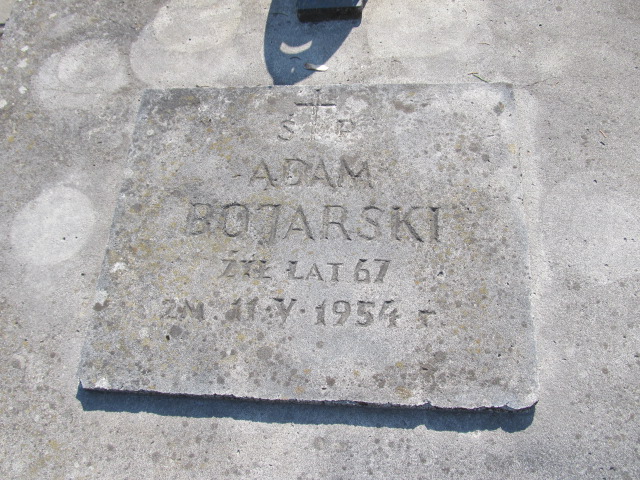 Ś P
ADAM
BOJARSKI
ŻYŁ LAT 67
ZM 11·V·1954